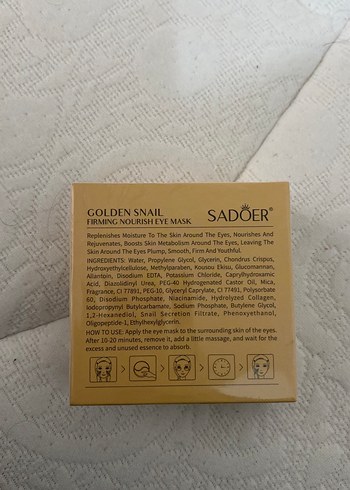 GOLDEN SNAIL
FIRMING NOURISH EYE MASK
SADOER®
Replenishes Moisture To The Skin Around The Eyes, Nourishes And
Rejuvenates, Boosts Skin Metabolism Around The Eyes, Leaving The
Skin Around The Eyes Plump, Smooth, Firm And Youthful.
INGREDIENTS: Water, Propylene Glycol, Glycerin, Chondrus Crispus,
Hydroxyethylcellulose, Methylparaben, Kousou Ekisu, Glucomannan,
Allantoin, Disodium EDTA, Potassium Chloride, Caprylhydroxamic
Acid, Diazolidinyl Urea, PEG-40 Hydrogenated Castor Oil, Mica,
Fragrance, CI 77891, PEG-10, Glyceryl Caprylate, CI 77491, Polysorbate
60, Disodium Phosphate, Niacinamide, Hydrolyzed Collagen,
Iodopropynyl Butylcarbamate, Sodium Phosphate, Butylene Glycol,
1,2-Hexanediol, Snail Secretion Filtrate, Phenoxyethanol,
Oligopeptide-1, Ethylhexylglycerin.
HOW TO USE: Apply the eye mask to the surrounding skin of the eyes.
After 10-20 minutes, remove it, add a little massage, and wait for the
excess and unused essence to absorb.